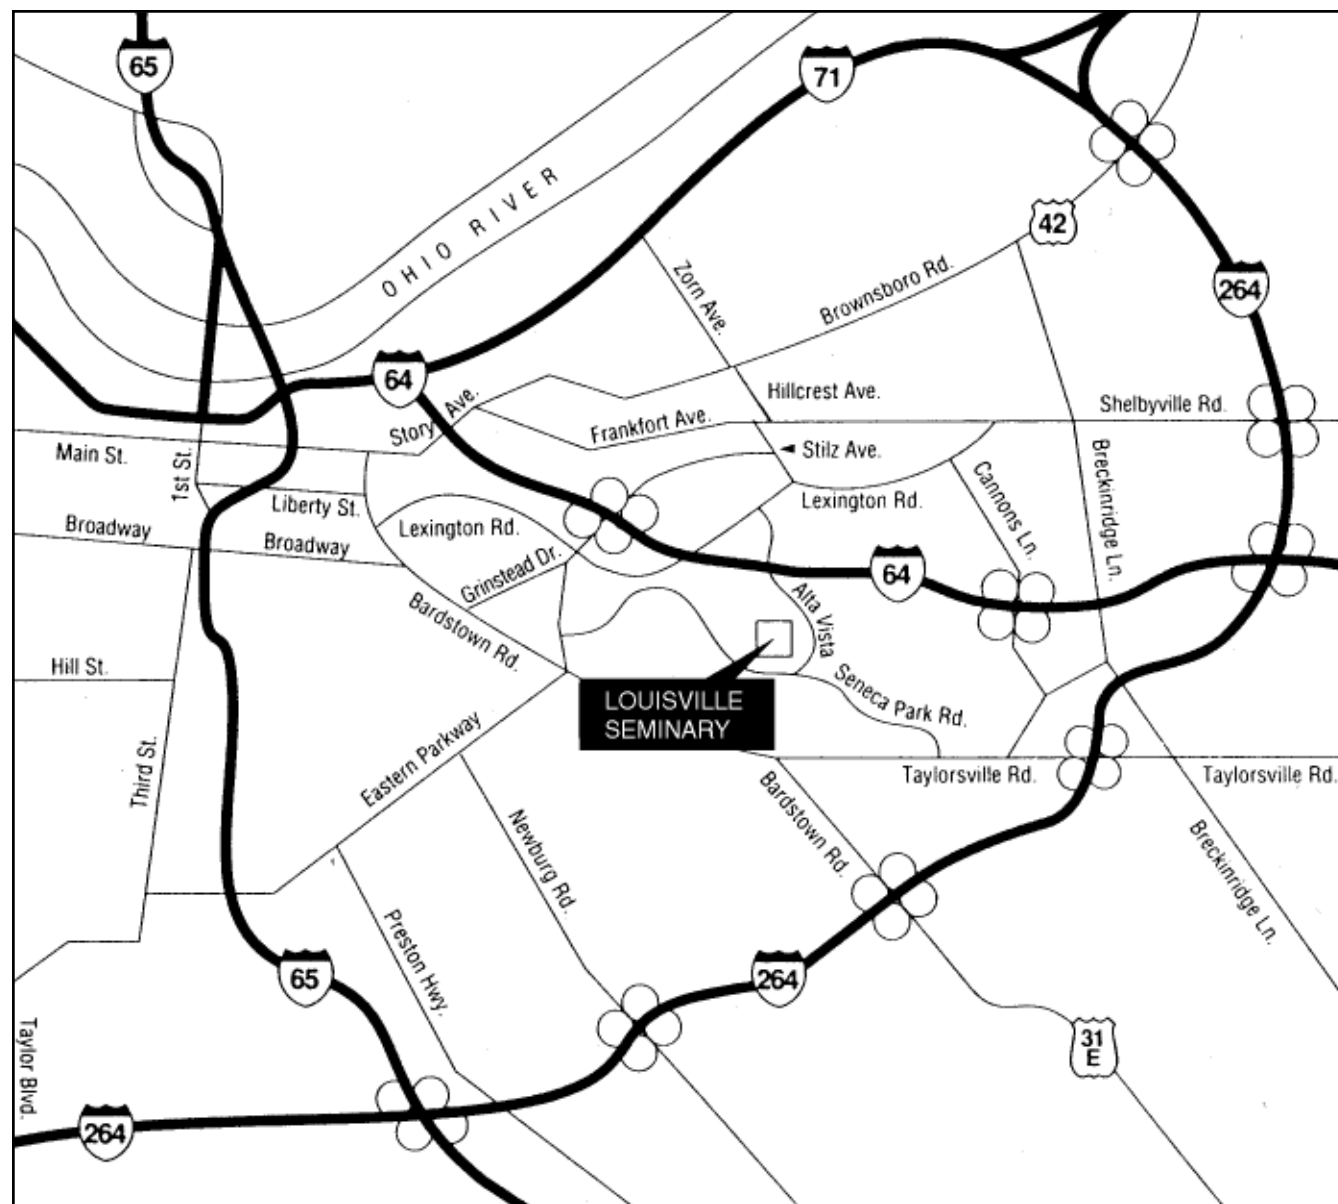 65
71
OHIO RIVER
42
Zorn Ave.
Brownsboro Rd.
264
64
Story Ave.
Hillcrest Ave.
Shelbyville Rd.
Frankfort Ave.
Main St.
1st St.
Stilz Ave.
Liberty St.
Lexington Rd.
Cannons Ln.
Breckinridge Ln.
Broadway
Broadway
Lexington Rd.
Grinstead Dr.
64
Alta Vista
Bardstown Rd.
Hill St.
LOUISVILLE
SEMINARY
Seneca Park Rd.
Third St.
Eastern Parkway
Taylorsville Rd.
Taylorsville Rd.
Bardstown Rd.
Newburg Rd.
Breckinridge Ln.
Preston Hwy.
65
264
31
E
Taylor Blvd.
264